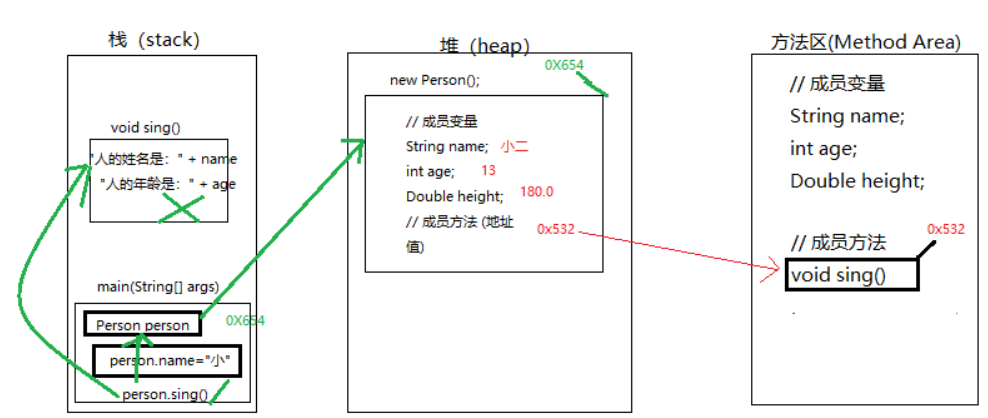 栈（stack）
void sing()
"人的姓名是：" + name
"人的年龄是：" + age
main(String[] args)
Person person
0X654
person.name="小"
person.sing()
堆（heap）
0X654
new Person();
// 成员变量
String name; 小二
int age; 13
Double height; 180.0
// 成员方法 (地址
值) 0x532
方法区(Method Area)
// 成员变量
String name;
int age;
Double height;
0x532
// 成员方法
void sing()